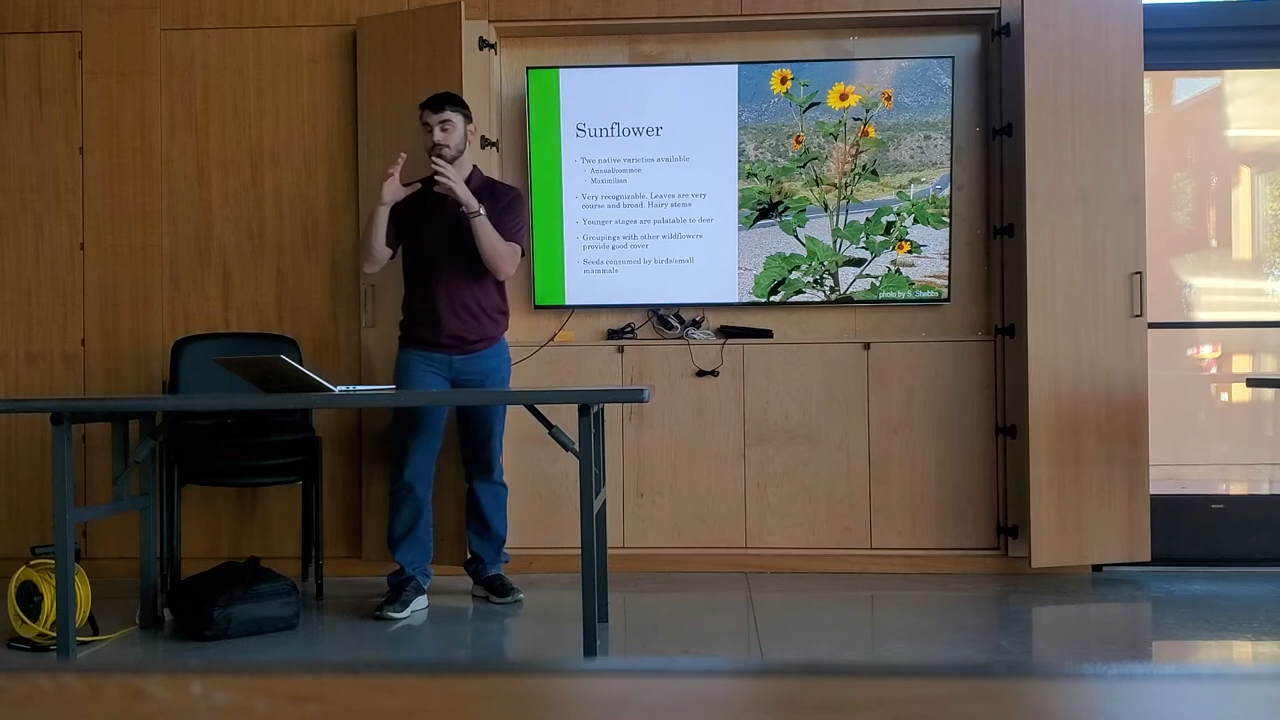 Sunflower
• Two native varieties available
• Annual/common
• Maximilian
• Very recognizable. Leaves are very
course and broad. Hairy stems
• Younger stages are palatable to deer
• Groupings with other wildflowers
provide good cover
• Seeds consumed by birds/small
mammals
photo by S. Shebbs